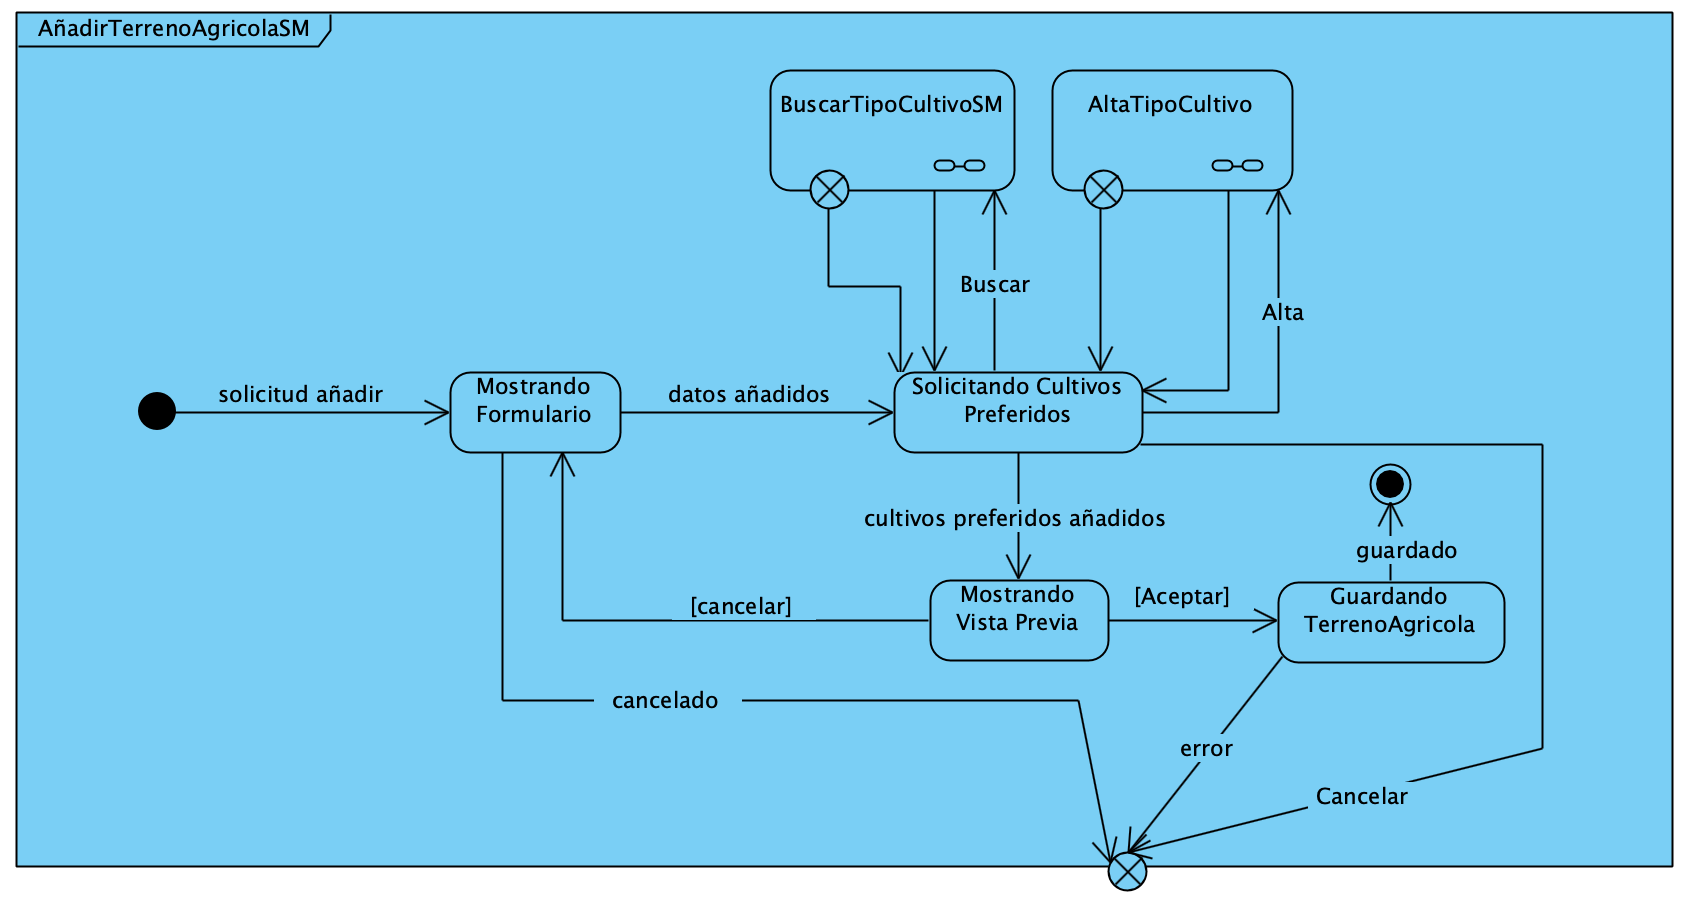 AñadirTerrenoAgricolaSM
BuscarTipoCultivoSM
AltaTipoCultivo
Buscar
Alta
solicitud añadir
Mostrando
Formulario
datos añadidos
Solicitando Cultivos
Preferidos
cultivos preferidos añadidos
guardado
[cancelar]
Mostrando
Vista Previa
[Aceptar]
Guardando
TerrenoAgricola
cancelado
error
Cancelar